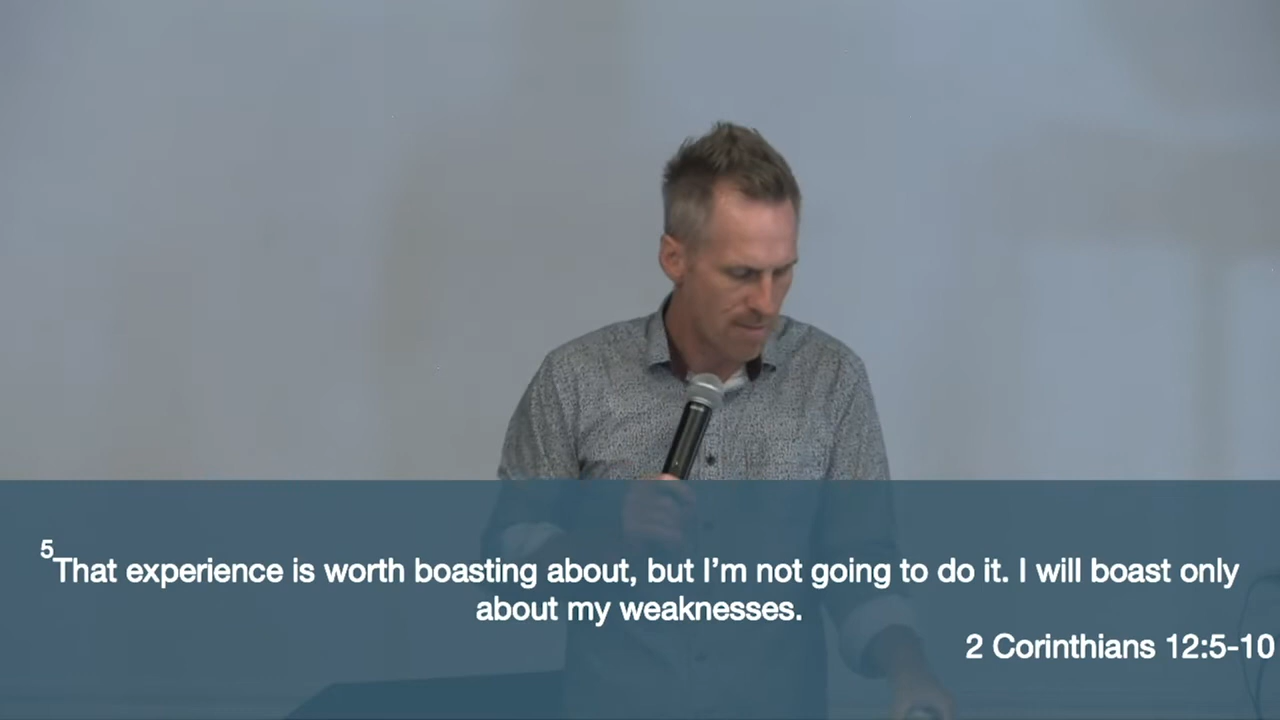 5That experience is worth boasting about, but I'm not going to do it. I will boast only
about my weaknesses.
2 Corinthians 12:5-10